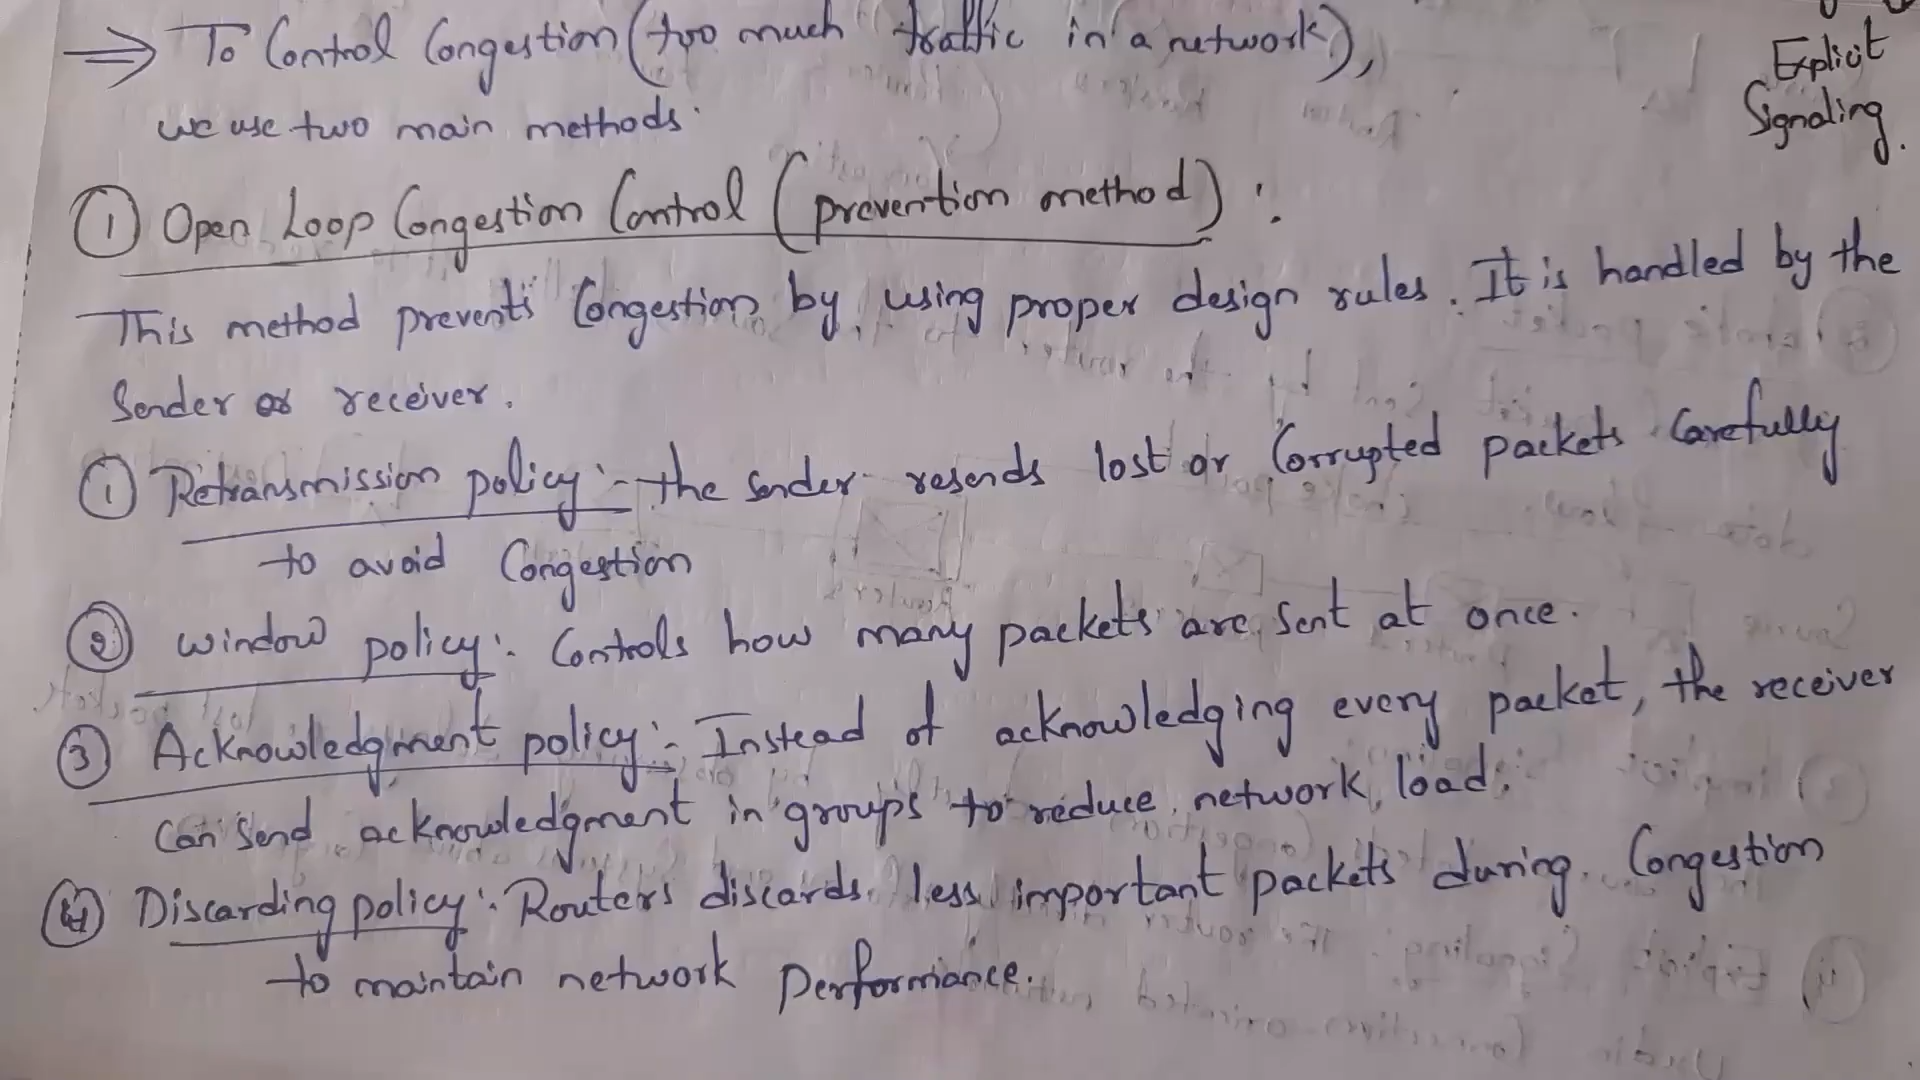 ⇒ To Control Congestion (too much traffic in a network),
we use two main methods.
Explicit
Signaling.
① Open Loop Congestion Control (prevention method) :
This method prevents Congestion by using proper design rules. It is handled by the
Sender or receiver.
① Retransmission policy :- the sender resends lost or Corrupted packets Carefully
to avoid Congestion
② window policy : Controls how many packets are sent at once.
③ Acknowledgment policy :- Instead of acknowledging every packet, the receiver
Can Send acknowledgment in groups to reduce network load.
④ Discarding policy : Routers discards less important packets during Congestion
to maintain network Performance.